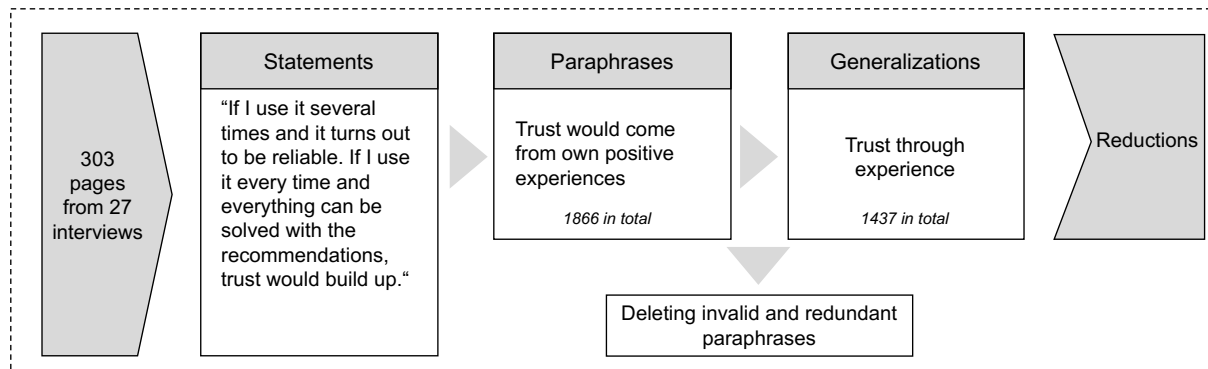 303
pages
from 27
interviews
Statements
“If I use it several
times and it turns out
to be reliable. If I use
it every time and
everything can be
solved with the
recommendations,
trust would build up.“
Paraphrases
Trust would come
from own positive
experiences
1866 in total
Generalizations
Trust through
experience
1437 in total
Deleting invalid and redundant
paraphrases
Reductions